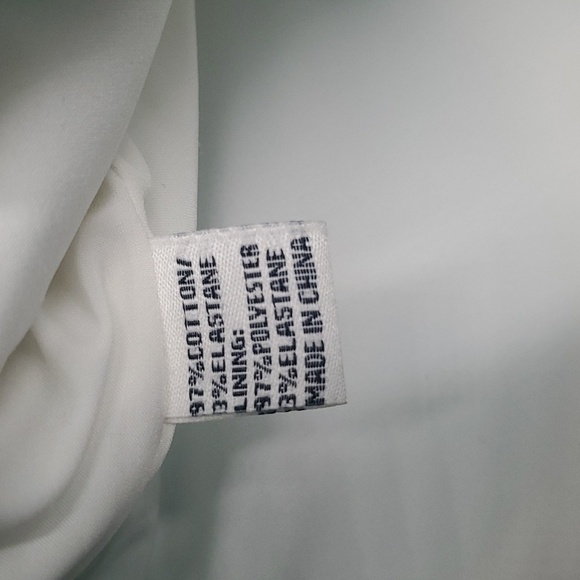 97%COTTON/
3%ELASTANE
LINING:
97%POLYESTER
3%ELASTANE
MADE IN CHINA